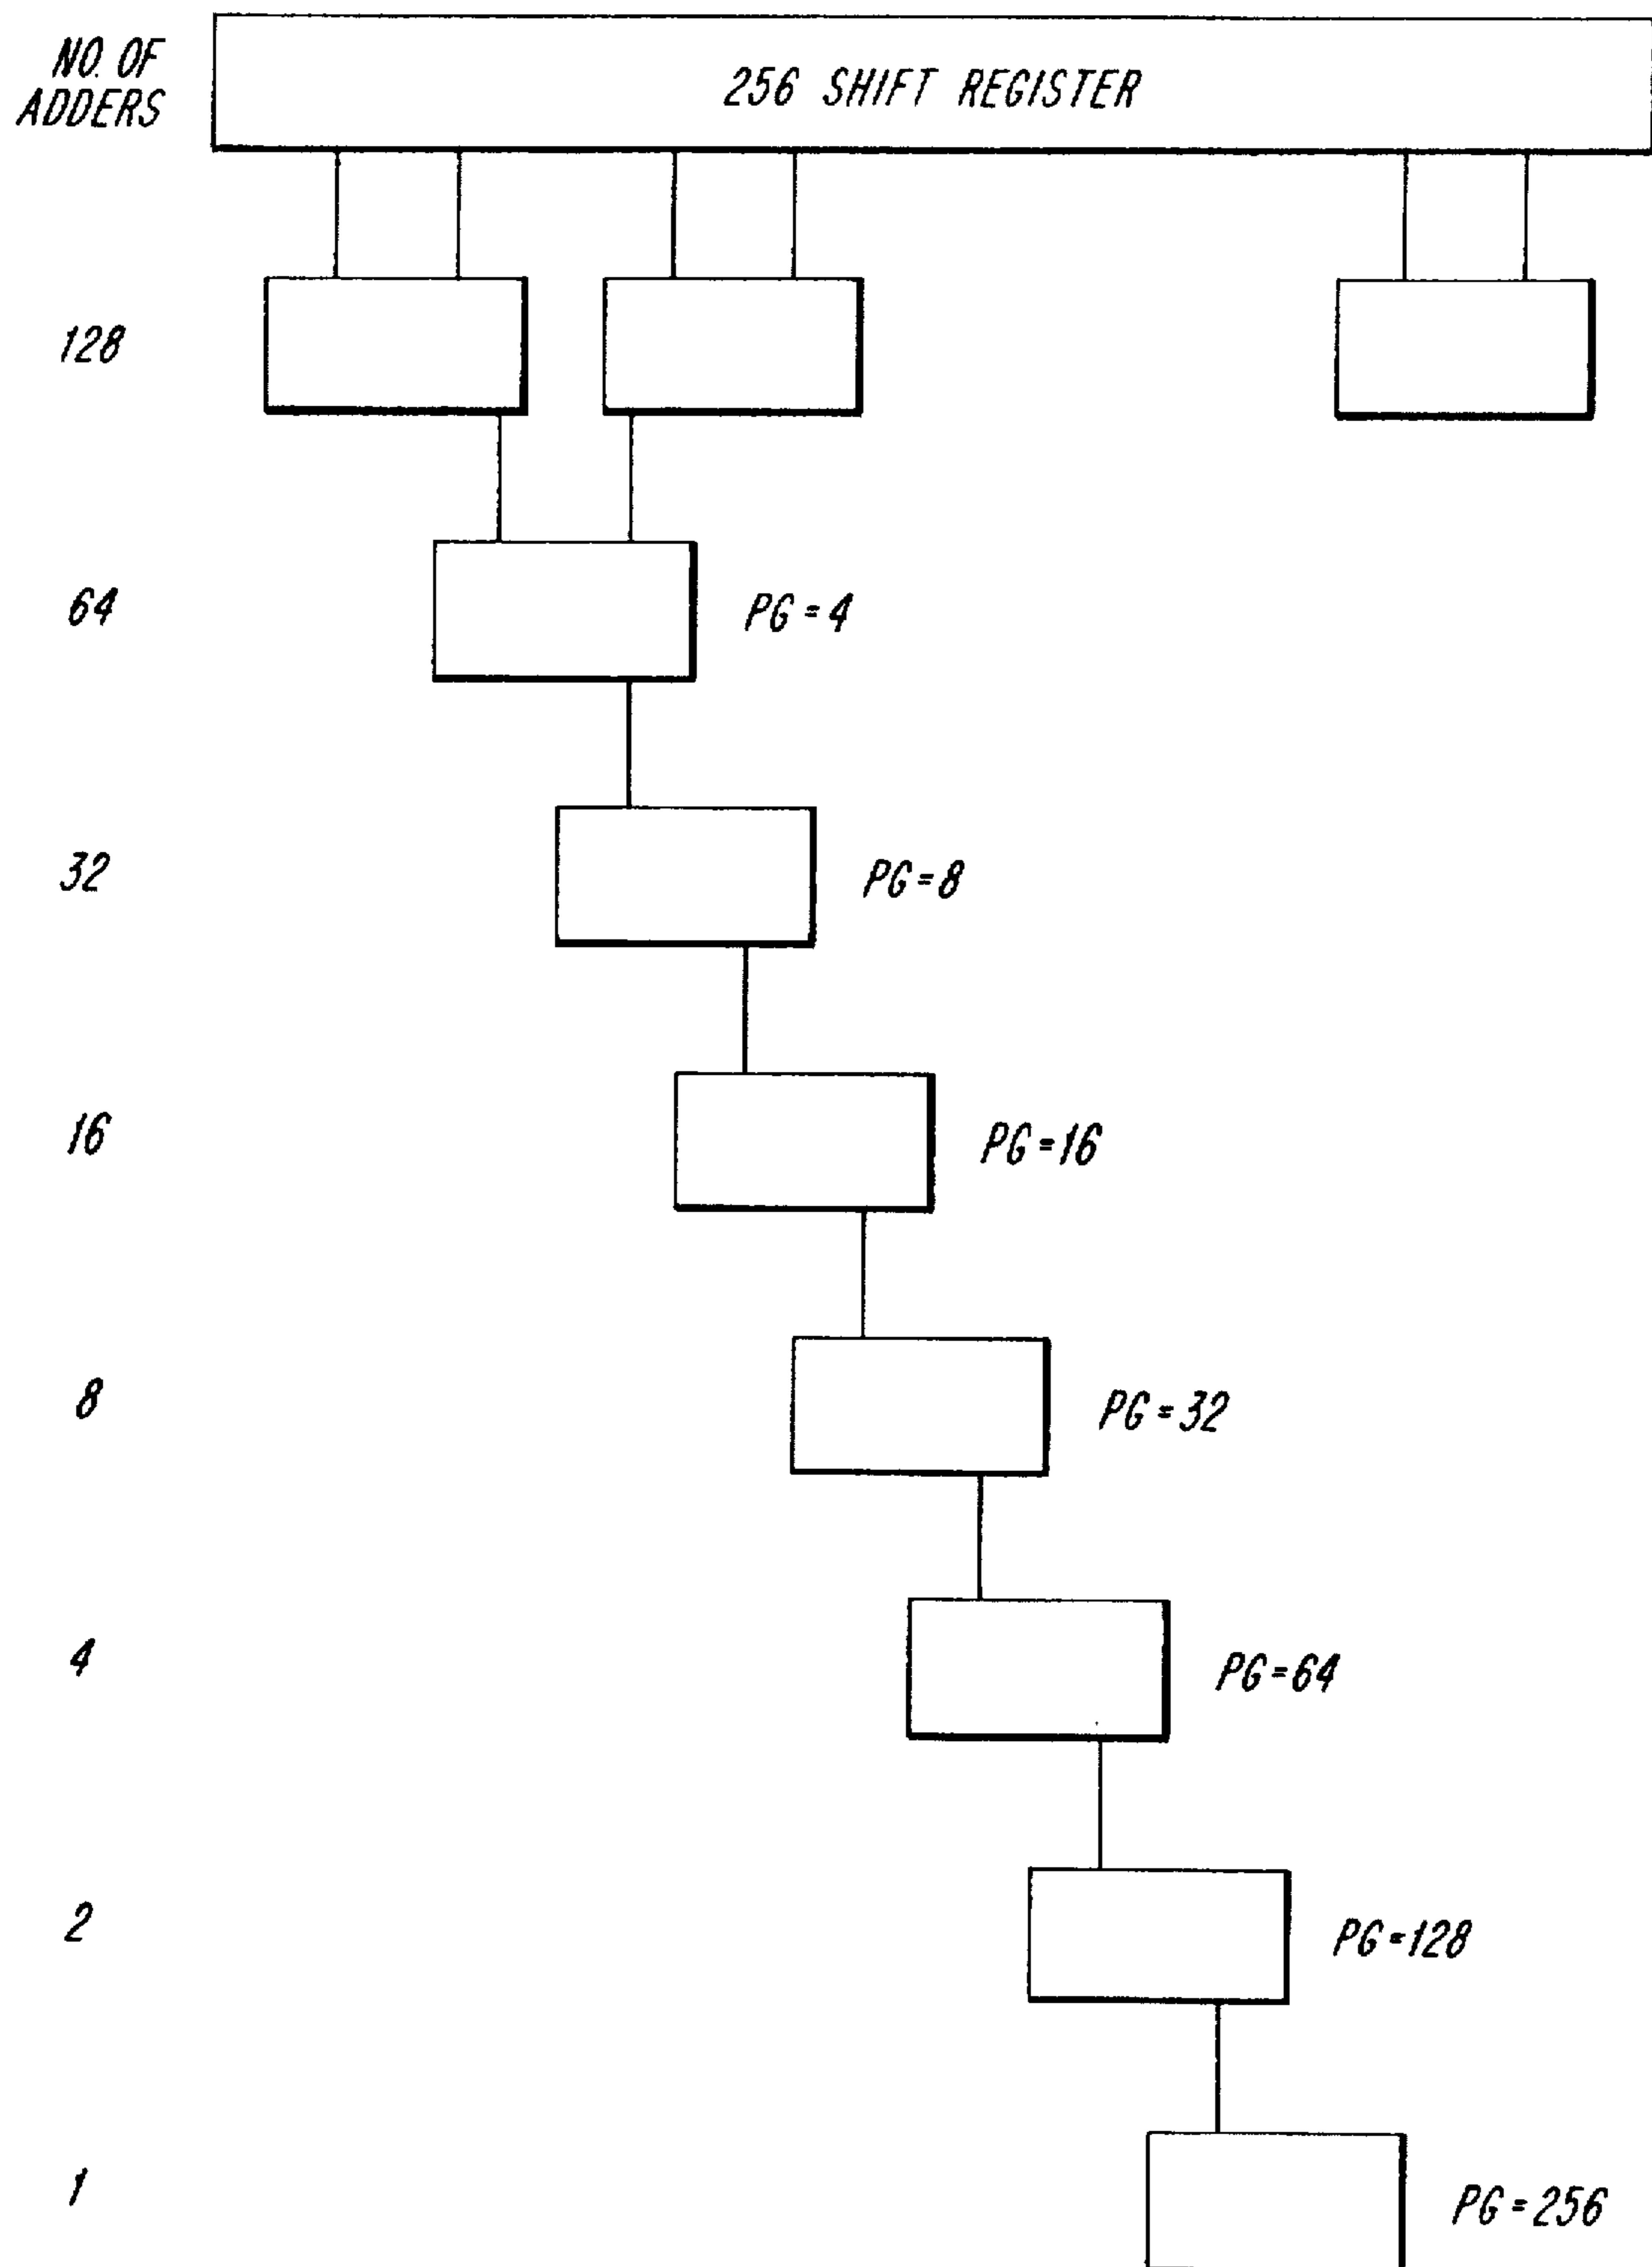 NO. OF
ADDERS
256 SHIFT REGISTER
128
64
PG=4
32
PG=8
16
PG=16
8
PG=32
4
PG=64
2
PG=128
1
PG=256